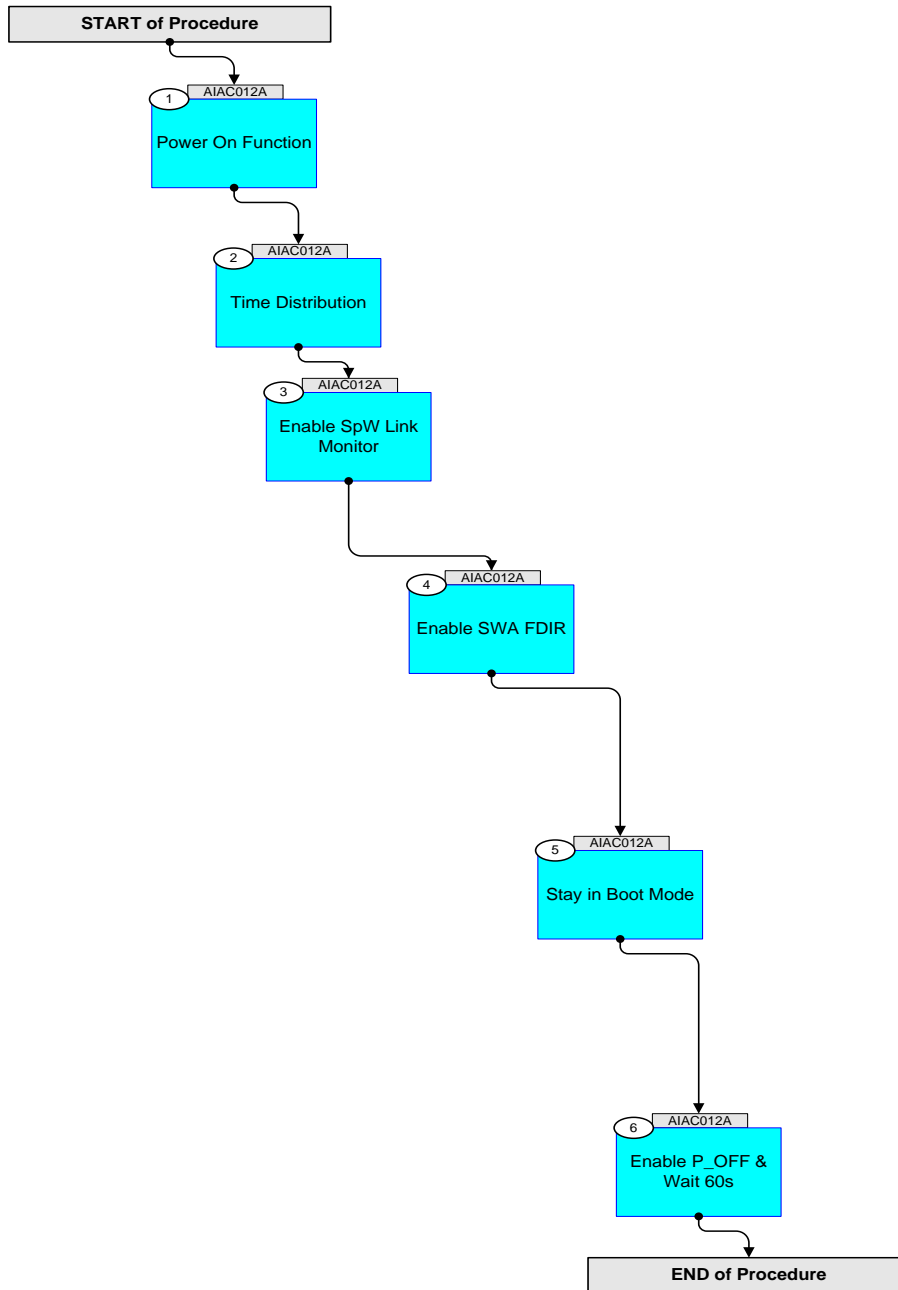 START of Procedure
AIAC012A
1
Power On Function
AIAC012A
2
Time Distribution
AIAC012A
3
Enable SpW Link
Monitor
AIAC012A
4
Enable SWA FDIR
AIAC012A
5
Stay in Boot Mode
AIAC012A
6
Enable P_OFF &
Wait 60s
END of Procedure